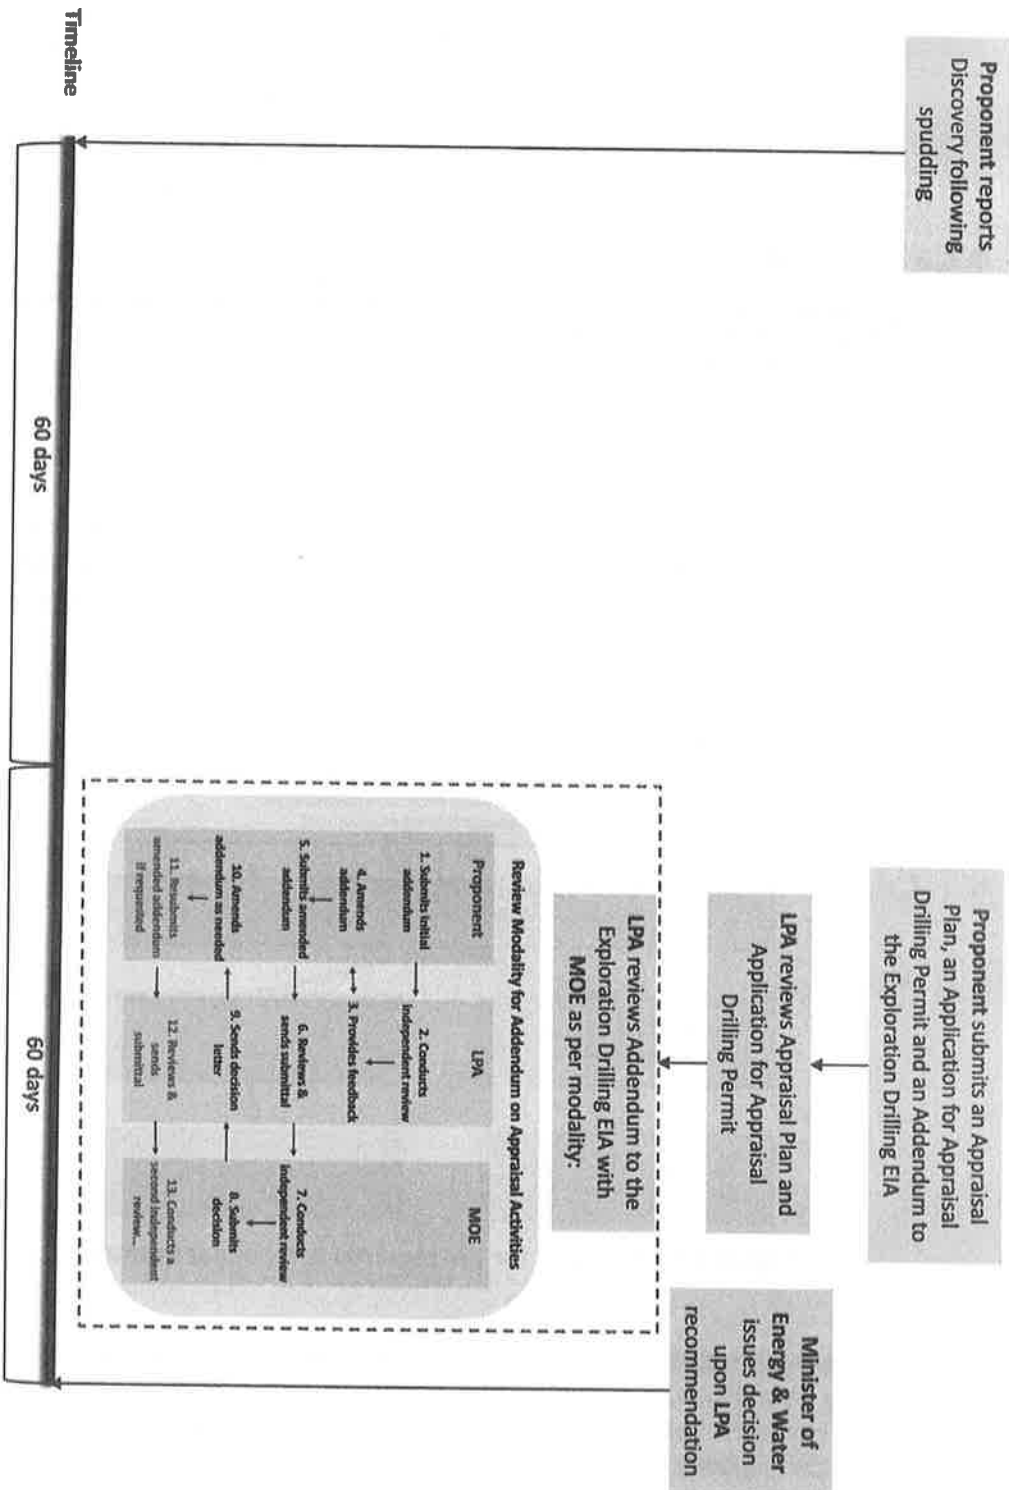 Proponent reports
Discovery following
spudding
Proponent submits an Appraisal
Plan, an Application for Appraisal
Drilling Permit and an Addendum to
the Exploration Drilling EIA
LPA reviews Appraisal Plan and
Application for Appraisal
Drilling Permit
LPA reviews Addendum to the
Exploration Drilling EIA with
MOE as per modality:
Minister of
Energy & Water
issues decision
upon LPA
recommendation
Review Modality for Addendum on Appraisal Activities
Proponent
1. Submits initial
addendum
4. Amends
addendum
5. Submits amended
addendum
10. Amends
addendum as needed
11. Resubmits
amended addendum
if requested
LPA
2. Conducts
independent review
3. Provides feedback
6. Reviews &
sends submittal
9. Sends decision
letter
12. Reviews &
sends
submittal
MOE
7. Conducts
independent review
8. Submits
decision
13. Conducts a
second independent
review...
Timeline
60 days
60 days